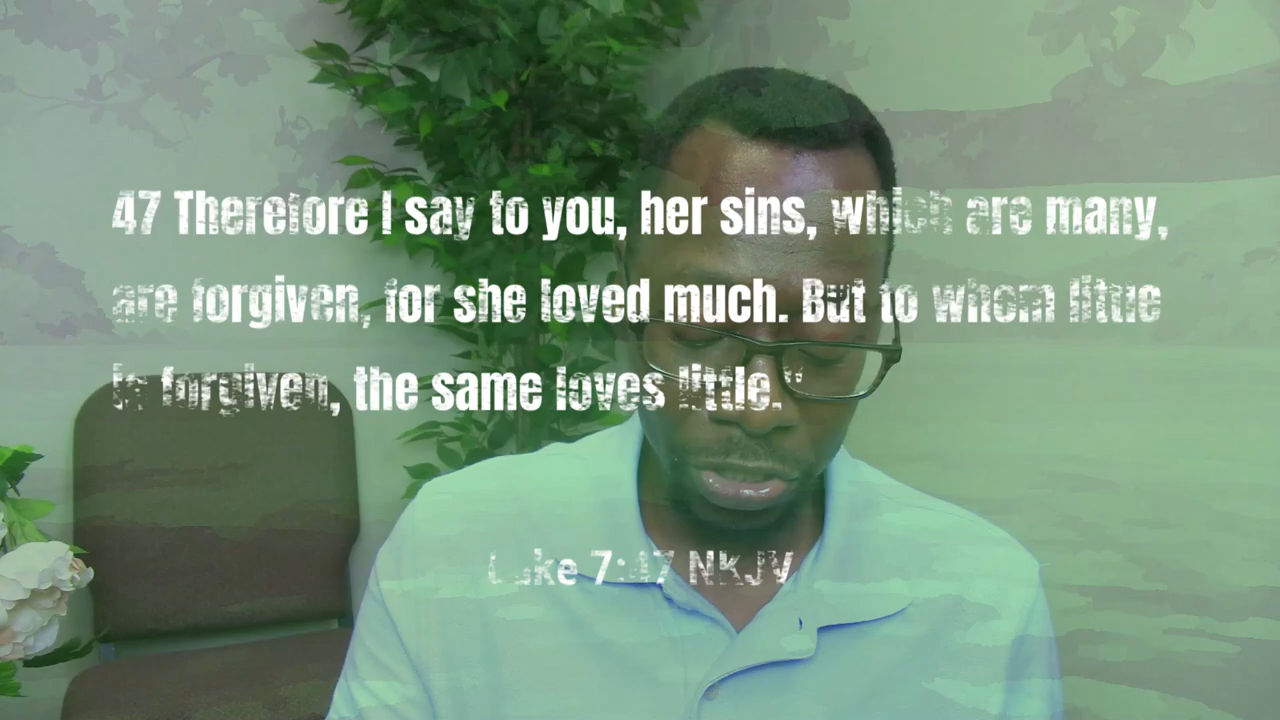 47 Therefore I say to you, her sins, which are many,
are forgiven, for she loved much. But to whom little
is forgiven, the same loves little."
Luke 7:47 NKJV